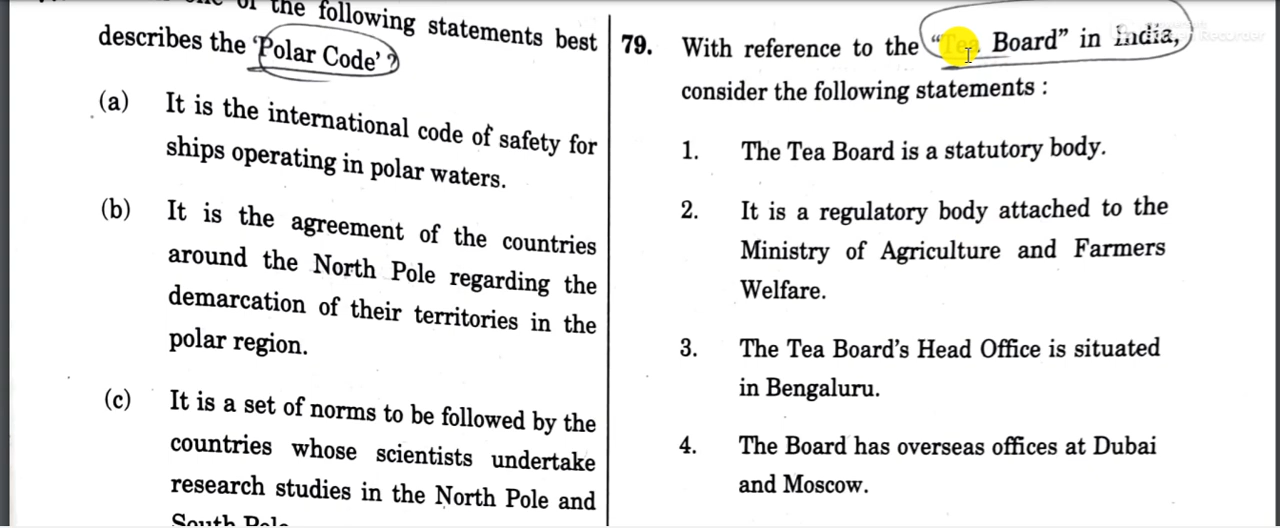 of the following statements best
describes the 'Polar Code' ?
(a) It is the international code of safety for
ships operating in polar waters.
(b) It is the agreement of the countries
around the North Pole regarding the
demarcation of their territories in the
polar region.
(c) It is a set of norms to be followed by the
countries whose scientists undertake
research studies in the North Pole and
South Pole.
79. With reference to the "Tea Board" in India,
consider the following statements :
1. The Tea Board is a statutory body.
2. It is a regulatory body attached to the
Ministry of Agriculture and Farmers
Welfare.
3. The Tea Board's Head Office is situated
in Bengaluru.
4. The Board has overseas offices at Dubai
and Moscow.
Recorder